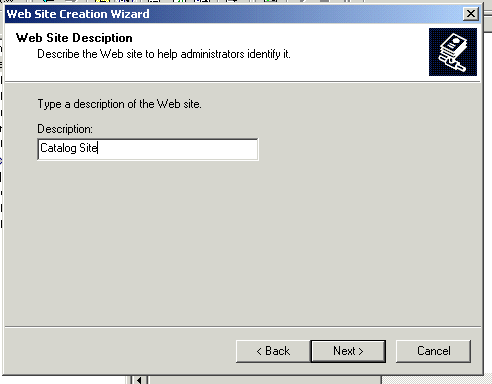 Web Site Creation Wizard
Web Site Desciption
Describe the Web site to help administrators identify it.
Type a description of the Web site.
Description:
Catalog Site
< Back
Next >
Cancel